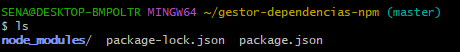 SENA@DESKTOP-BMPOLTR MINGW64 ~/gestor-dependencias-npm (master)
$ ls
node_modules/ package-lock.json package.json